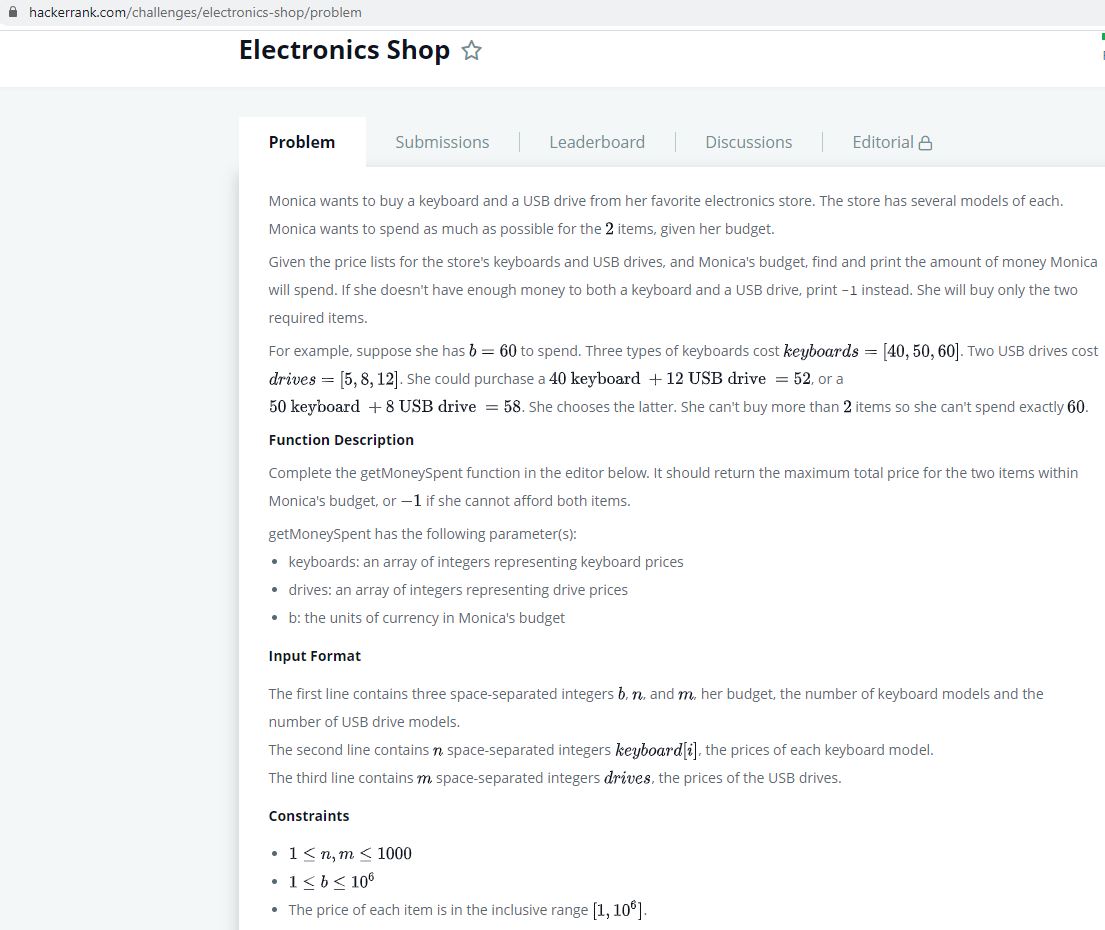 hackerrank.com/challenges/electronics-shop/problem
Electronics Shop
Problem
Submissions
Leaderboard
Discussions
Editorial
Monica wants to buy a keyboard and a USB drive from her favorite electronics store. The store has several models of each.
Monica wants to spend as much as possible for the 2 items, given her budget.
Given the price lists for the store's keyboards and USB drives, and Monica's budget, find and print the amount of money Monica
will spend. If she doesn't have enough money to both a keyboard and a USB drive, print -1 instead. She will buy only the two
required items.
For example, suppose she has b = 60 to spend. Three types of keyboards cost keyboards = [40, 50, 60]. Two USB drives cost
drives = [5, 8, 12]. She could purchase a 40 keyboard + 12 USB drive = 52, or a
50 keyboard + 8 USB drive = 58. She chooses the latter. She can't buy more than 2 items so she can't spend exactly 60.
Function Description
Complete the getMoneySpent function in the editor below. It should return the maximum total price for the two items within
Monica's budget, or −1 if she cannot afford both items.
getMoneySpent has the following parameter(s):
• keyboards: an array of integers representing keyboard prices
• drives: an array of integers representing drive prices
• b: the units of currency in Monica's budget
Input Format
The first line contains three space-separated integers b, n, and m, her budget, the number of keyboard models and the
number of USB drive models.
The second line contains n space-separated integers keyboard[i], the prices of each keyboard model.
The third line contains m space-separated integers drives, the prices of the USB drives.
Constraints
• 1 ≤ n, m ≤ 1000
• 1 ≤ b ≤ 10⁶
• The price of each item is in the inclusive range [1, 10⁶].